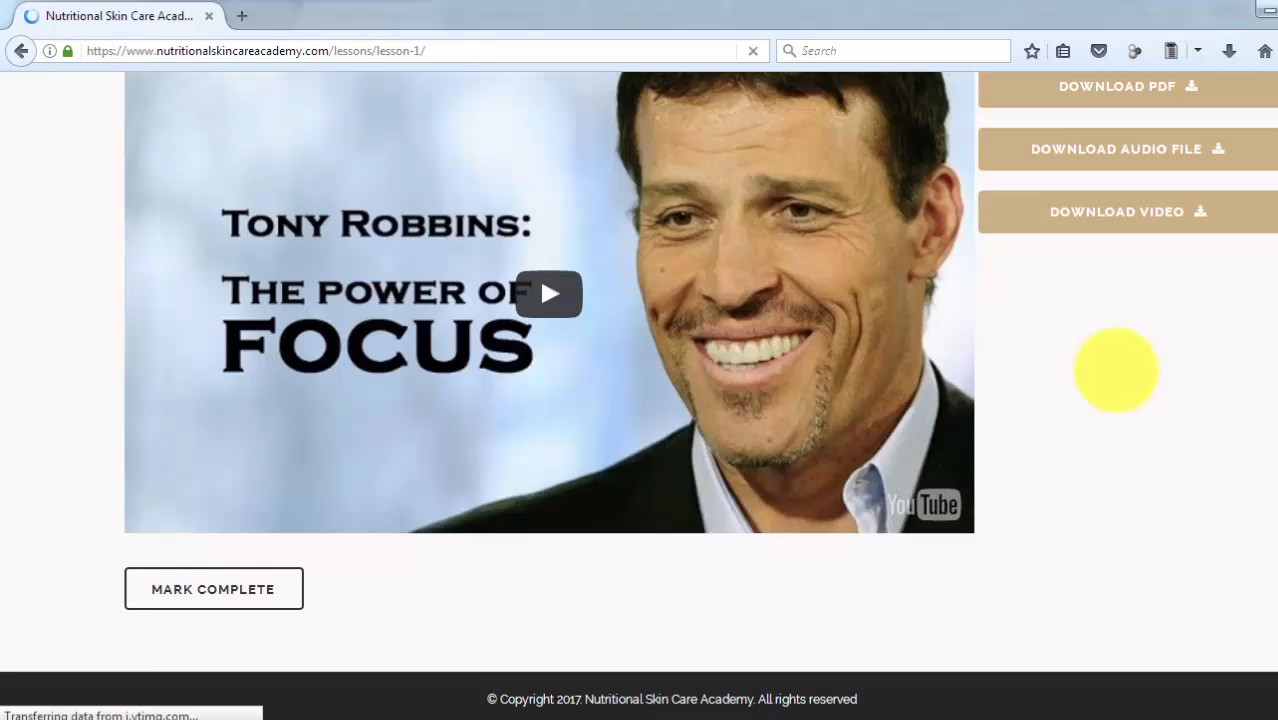 Nutritional Skin Care Acad...
https://www.nutritionalskincareacademy.com/lessons/lesson-1/
Search
DOWNLOAD PDF
DOWNLOAD AUDIO FILE
DOWNLOAD VIDEO
TONY ROBBINS:
THE POWER OF
FOCUS
YouTube
MARK COMPLETE
© Copyright 2017. Nutritional Skin Care Academy. All rights reserved
Transferring data from i.ytimg.com...